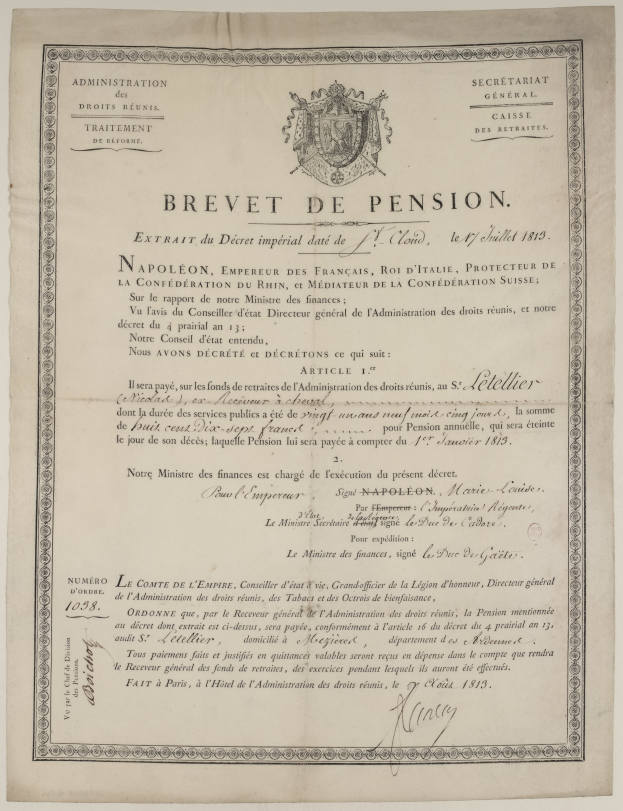 ADMINISTRATION
des
DROITS RÉUNIS.
TRAITEMENT
DE RÉFORME.
SECRÉTARIAT
GÉNÉRAL.
CAISSE
DES RETRAITES.
BREVET DE PENSION.
EXTRAIT du Décret impérial daté de St. Cloud, le 17 Juillet 1813.
NAPOLÉON, EMPEREUR DES FRANÇAIS, ROI D'ITALIE, PROTECTEUR DE
LA CONFÉDÉRATION DU RHIN, ET MÉDIATEUR DE LA CONFÉDÉRATION SUISSE;
Sur le rapport de notre Ministre des finances;
Vu l'avis du Conseiller d'état Directeur général de l'Administration des droits réunis, et notre
décret du 4 prairial an 13;
Notre Conseil d'état entendu,
Nous AVONS DÉCRÉTÉ et DÉCRÉTONS ce qui suit:
ARTICLE 1.er
Il sera payé, sur les fonds de retraites de l'Administration des droits réunis, au S.r Letellier
(Nicolas), ex Receveur à cheval,
dont la durée des services publics a été de vingt un ans neuf mois cinq jours, la somme
de huit cent dix-sept francs, pour Pension annuelle, qui sera éteinte
le jour de son décès; laquelle Pension lui sera payée à compter du 1er Janvier 1813.
2.
Notre Ministre des finances est chargé de l'exécution du présent décret.
Pour l'Empereur, Signé NAPOLÉON, Marie Louise.
Par l'Empereur: l'Impératrice Régente,
Le Ministre Secrétaire d'Etat de la Régence signé le Duc de Cadore.
Pour expédition:
Le Ministre des finances, signé le Duc de Gaëte.
NUMÉRO
D'ORDRE.
1038.
Vu par le Chef de Division
des Pensions.
LE COMTE DE L'EMPIRE, Conseiller d'état à vie, Grand-officier de la Légion d'honneur, Directeur général
de l'Administration des droits réunis, des Tabacs et des Octrois de bienfaisance,
ORDONNE que, par le Receveur général de l'Administration des droits réunis, la Pension mentionnée
au décret dont extrait est ci-dessus, sera payée, conformément à l'article 16 du décret du 4 prairial an 13,
audit S.r Letellier, domicilié à Mezières, département des Ardennes.
Tous paiemens faits et justifiés en quittances valables seront reçus en dépense dans le compte que rendra
le Receveur général des fonds de retraites, des exercices pendant lesquels ils auront été effectués.
FAIT à Paris, à l'Hôtel de l'Administration des droits réunis, le 7 Août 1813.